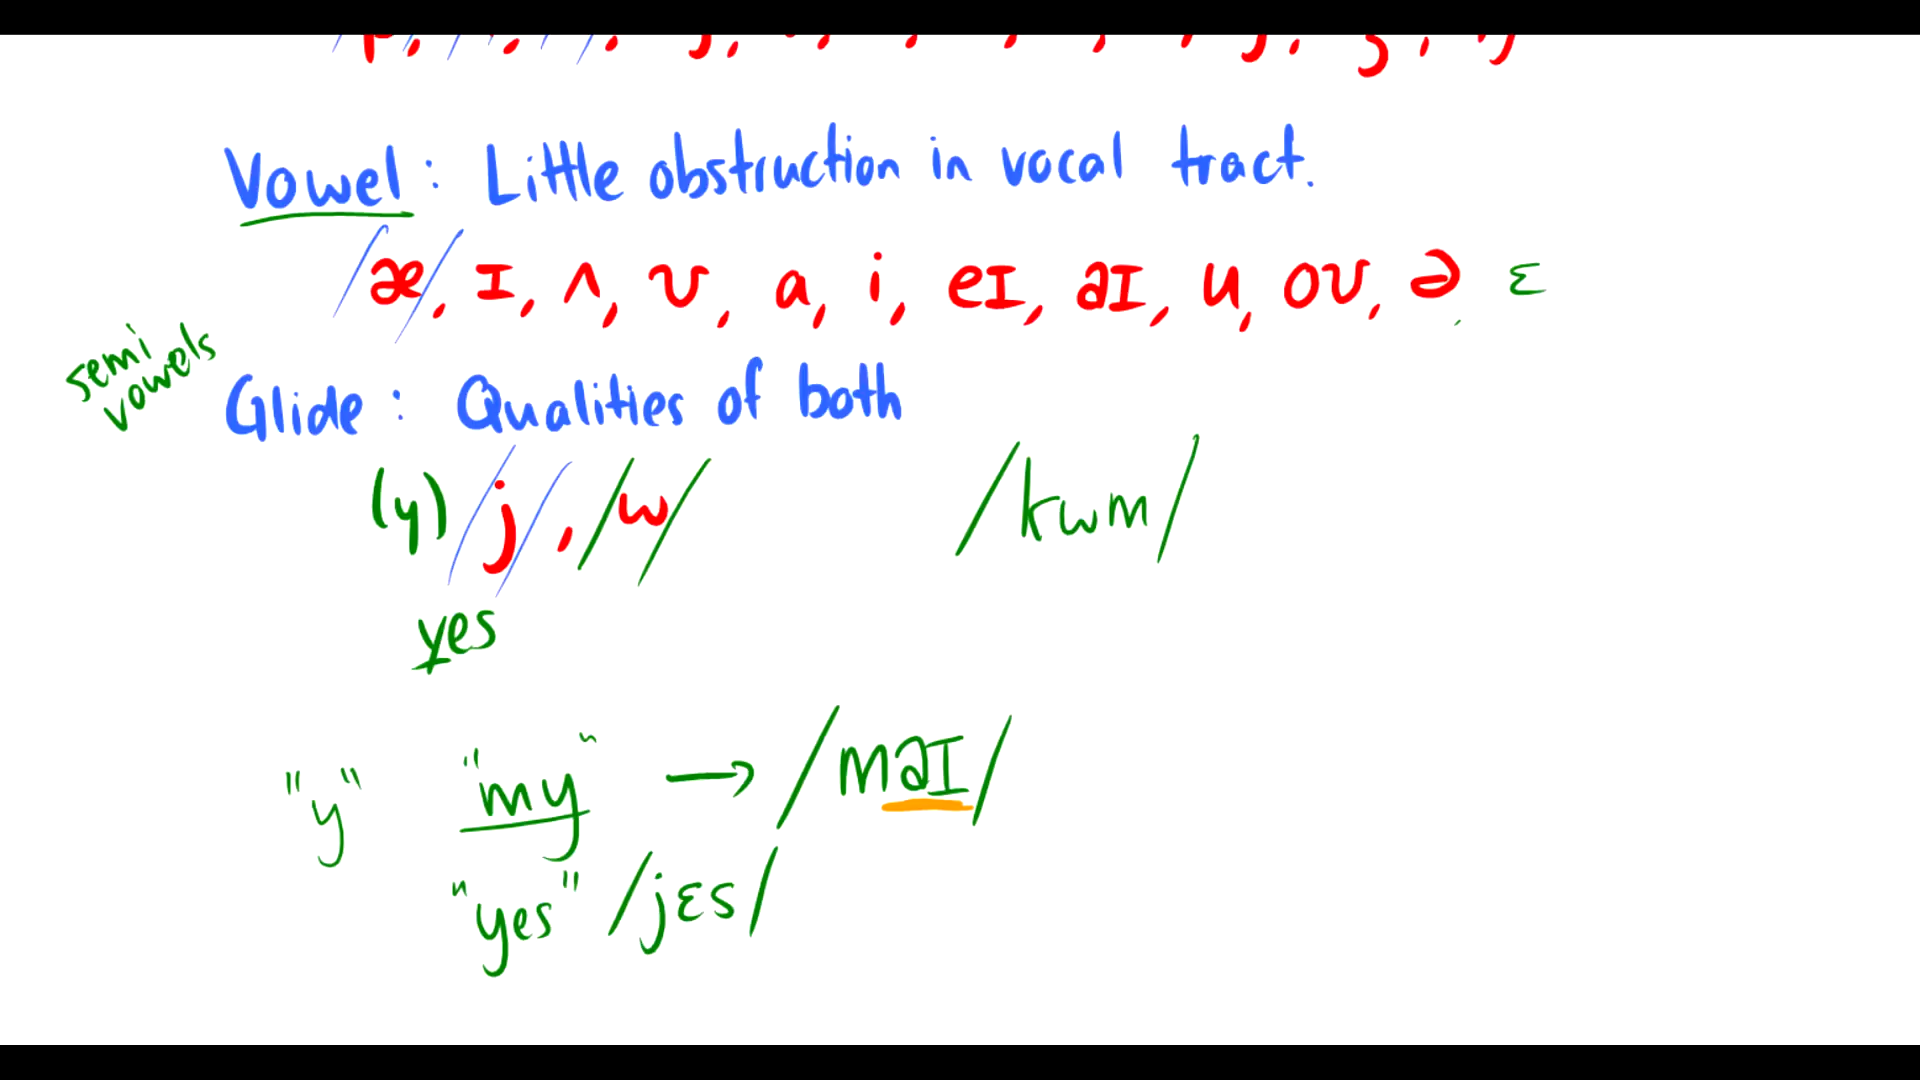 Vowel: Little obstruction in vocal tract.
/æ/, ɪ, ʌ, ʊ, a, i, eɪ, aɪ, u, oʊ, ə ε
semi vowels
Glide: Qualities of both
(y) /j/, /w/ /kwm/
yes
"y" "my" → /maɪ/
"yes" /jεs/